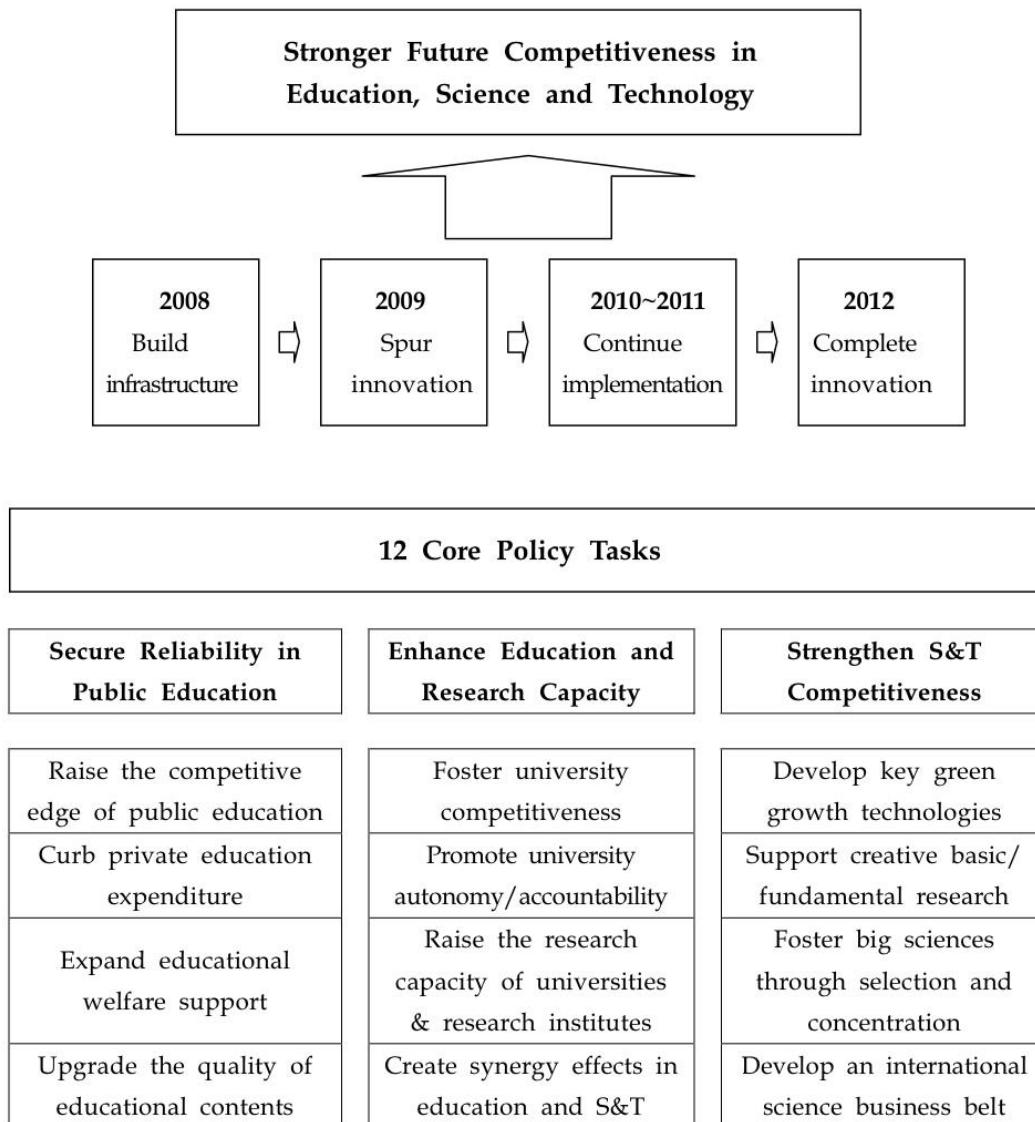 Stronger Future Competitiveness in
Education, Science and Technology
2008
Build
infrastructure
2009
Spur
innovation
2010~2011
Continue
implementation
2012
Complete
innovation
12 Core Policy Tasks
Secure Reliability in
Public Education
Enhance Education and
Research Capacity
Strengthen S&T
Competitiveness
Raise the competitive
edge of public education
Foster university
competitiveness
Develop key green
growth technologies
Curb private education
expenditure
Promote university
autonomy/accountability
Support creative basic/
fundamental research
Expand educational
welfare support
Raise the research
capacity of universities
& research institutes
Foster big sciences
through selection and
concentration
Upgrade the quality of
educational contents
Create synergy effects in
education and S&T
Develop an international
science business belt